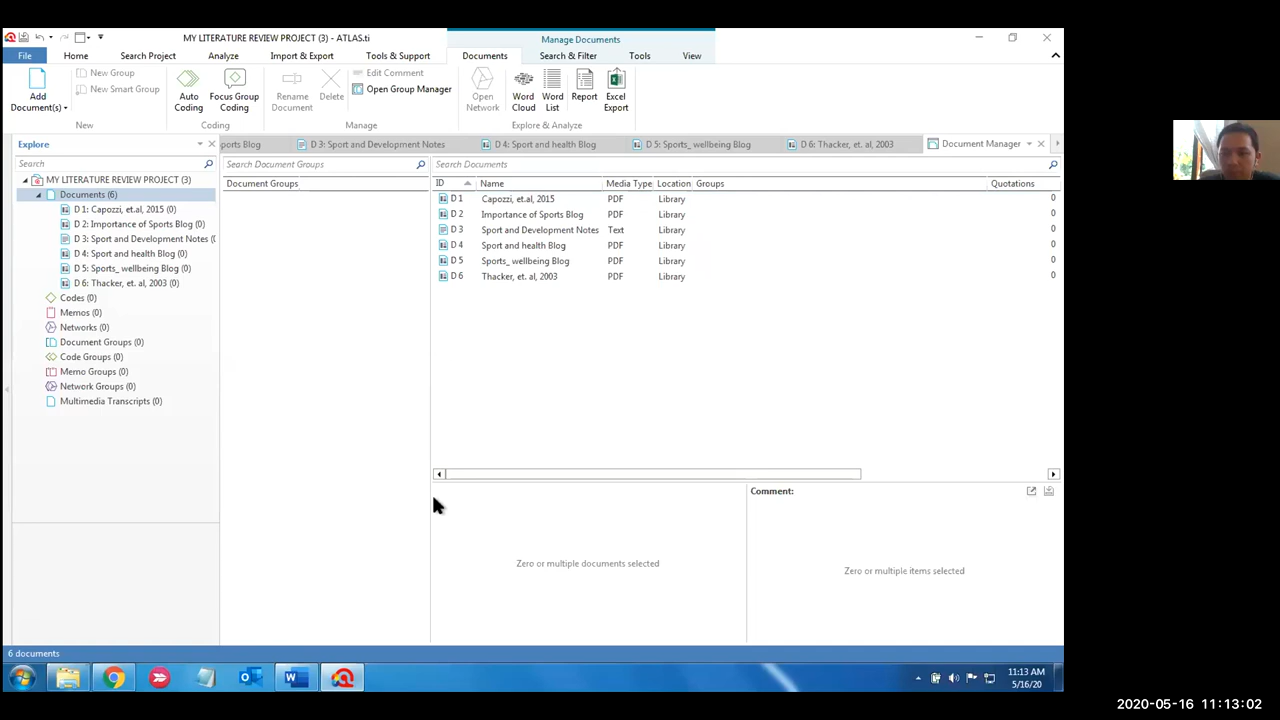 MY LITERATURE REVIEW PROJECT (3) - ATLAS.ti
Manage Documents
File Home Search Project Analyze Import & Export Tools & Support Documents Search & Filter Tools View
Add Document(s)
New Group
New Smart Group
New
Auto Coding
Focus Group Coding
Coding
Rename Document
Delete
Edit Comment
Open Group Manager
Manage
Open Network
Word Cloud
Word List
Report
Excel Export
Explore & Analyze
Explore
ports Blog
D 3: Sport and Development Notes
D 4: Sport and health Blog
D 5: Sports_ wellbeing Blog
D 6: Thacker, et. al, 2003
Document Manager
Search
MY LITERATURE REVIEW PROJECT (3)
Documents (6)
D 1: Capozzi, et.al, 2015 (0)
D 2: Importance of Sports Blog (0)
D 3: Sport and Development Notes (0
D 4: Sport and health Blog (0)
D 5: Sports_ wellbeing Blog (0)
D 6: Thacker, et. al, 2003 (0)
Codes (0)
Memos (0)
Networks (0)
Document Groups (0)
Code Groups (0)
Memo Groups (0)
Network Groups (0)
Multimedia Transcripts (0)
Search Document Groups
Document Groups
Search Documents
ID Name Media Type Location Groups Quotations
D 1 Capozzi, et.al, 2015 PDF Library 0
D 2 Importance of Sports Blog PDF Library 0
D 3 Sport and Development Notes Text Library 0
D 4 Sport and health Blog PDF Library 0
D 5 Sports_ wellbeing Blog PDF Library 0
D 6 Thacker, et. al, 2003 PDF Library 0
Zero or multiple documents selected
Comment:
Zero or multiple items selected
6 documents
11:13 AM
5/16/20
2020-05-16 11:13:02